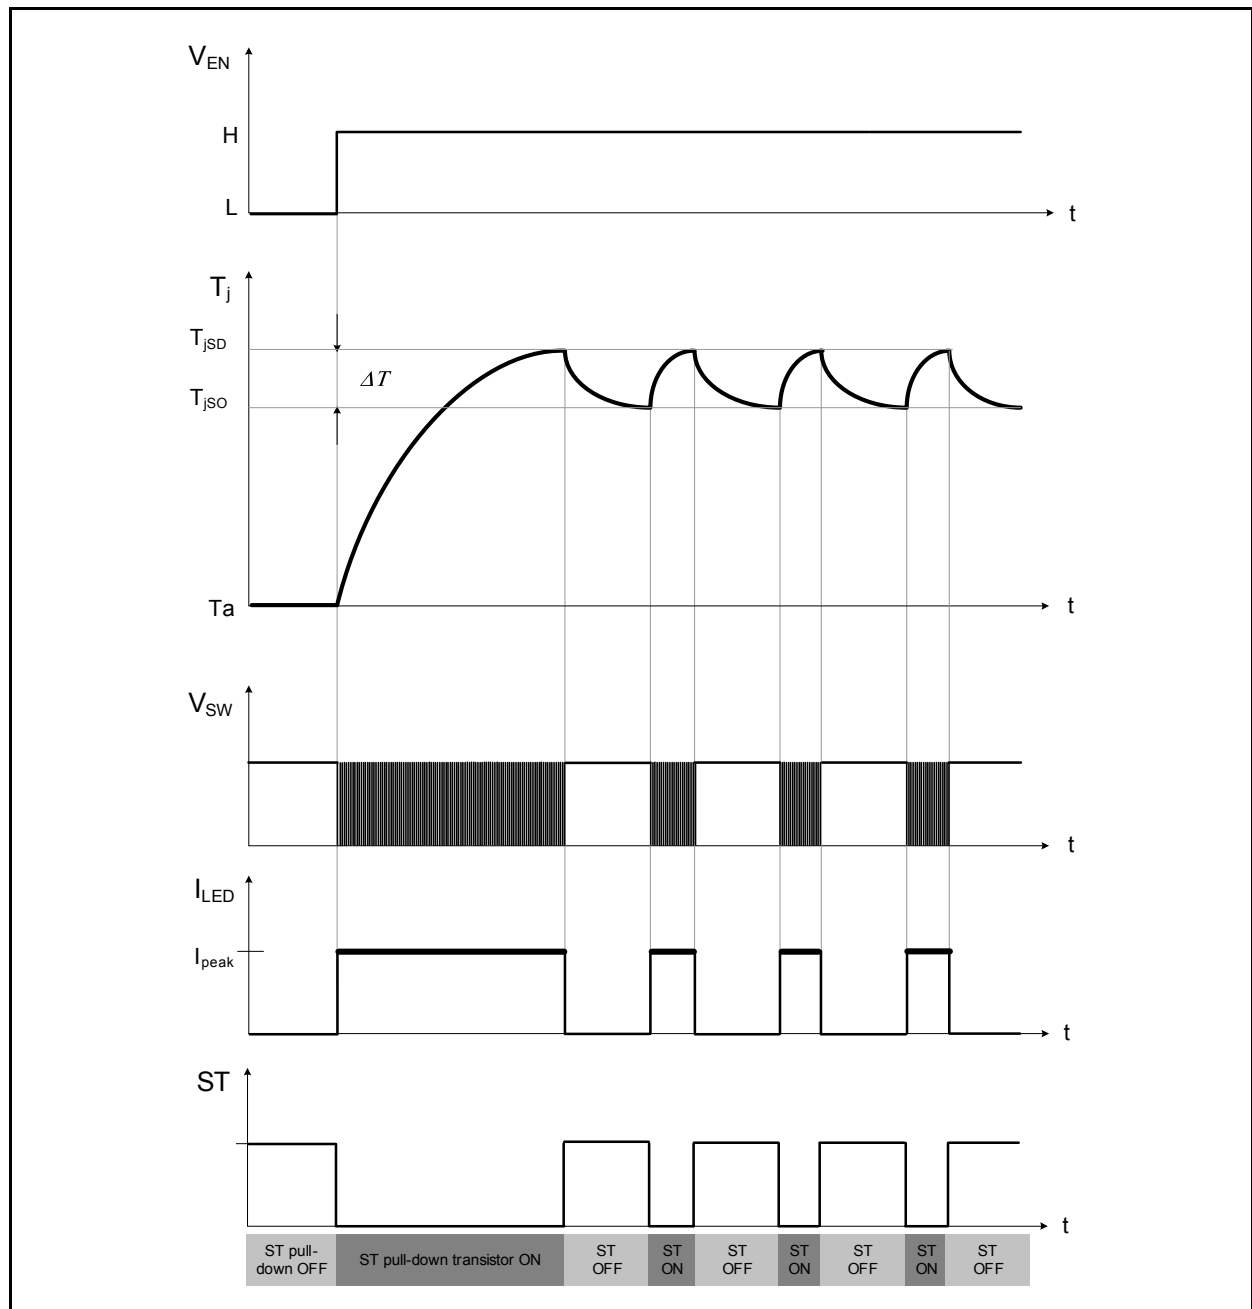 V_EN
H
L
t
T_j
T_jSD
ΔT
T_jSO
Ta
t
V_SW
t
I_LED
I_peak
t
ST
t
ST pull-
down OFF
ST pull-down transistor ON
ST
OFF
ST
ON
ST
OFF
ST
ON
ST
OFF
ST
ON
ST
OFF